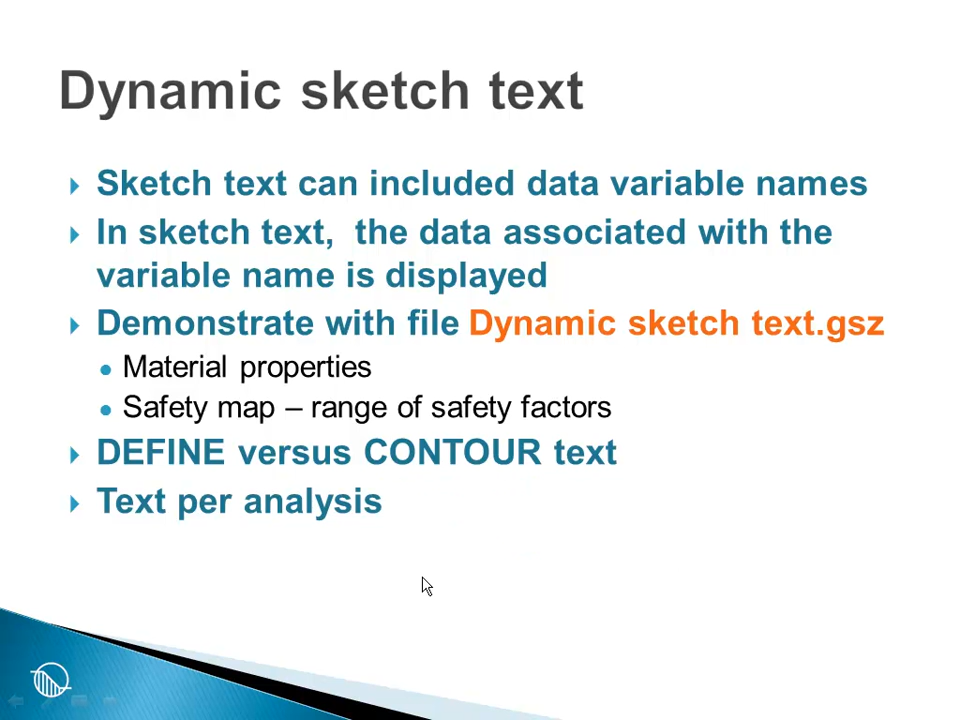 Dynamic sketch text
Sketch text can included data variable names
In sketch text,  the data associated with the
variable name is displayed
Demonstrate with file Dynamic sketch text.gsz
Material properties
Safety map – range of safety factors
DEFINE versus CONTOUR text
Text per analysis